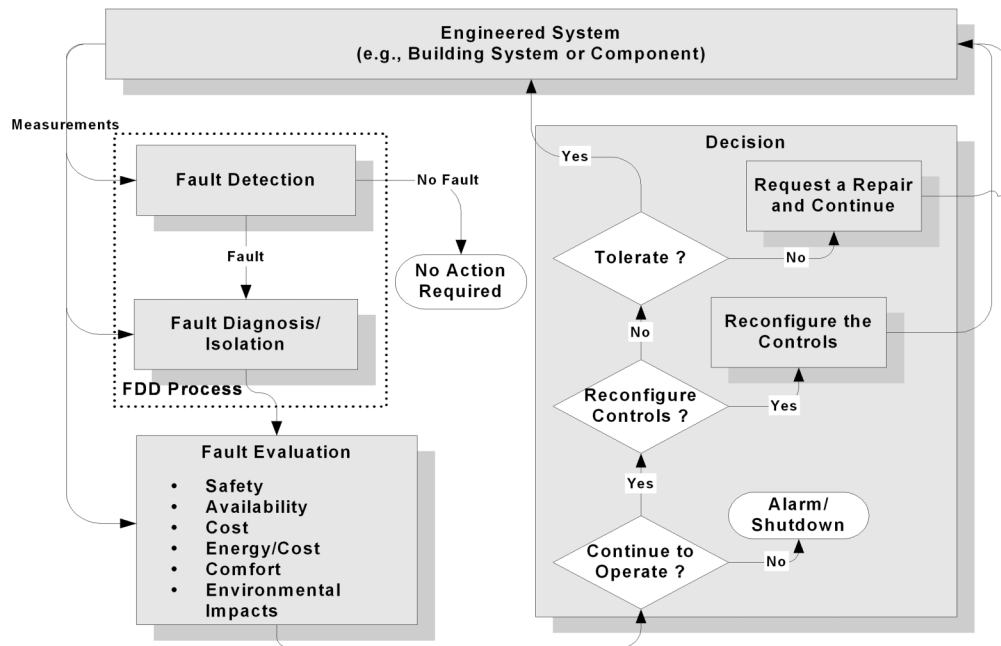 Engineered System
(e.g., Building System or Component)
Measurements
Fault Detection
No Fault
Fault
No Action
Required
Fault Diagnosis/
Isolation
FDD Process
Fault Evaluation
• Safety
• Availability
• Cost
• Energy/Cost
• Comfort
• Environmental
Impacts
Decision
Yes
Request a Repair
and Continue
Tolerate ?
No
No
Reconfigure the
Controls
Reconfigure
Controls ?
Yes
Yes
Alarm/
Shutdown
Continue to
Operate ?
No